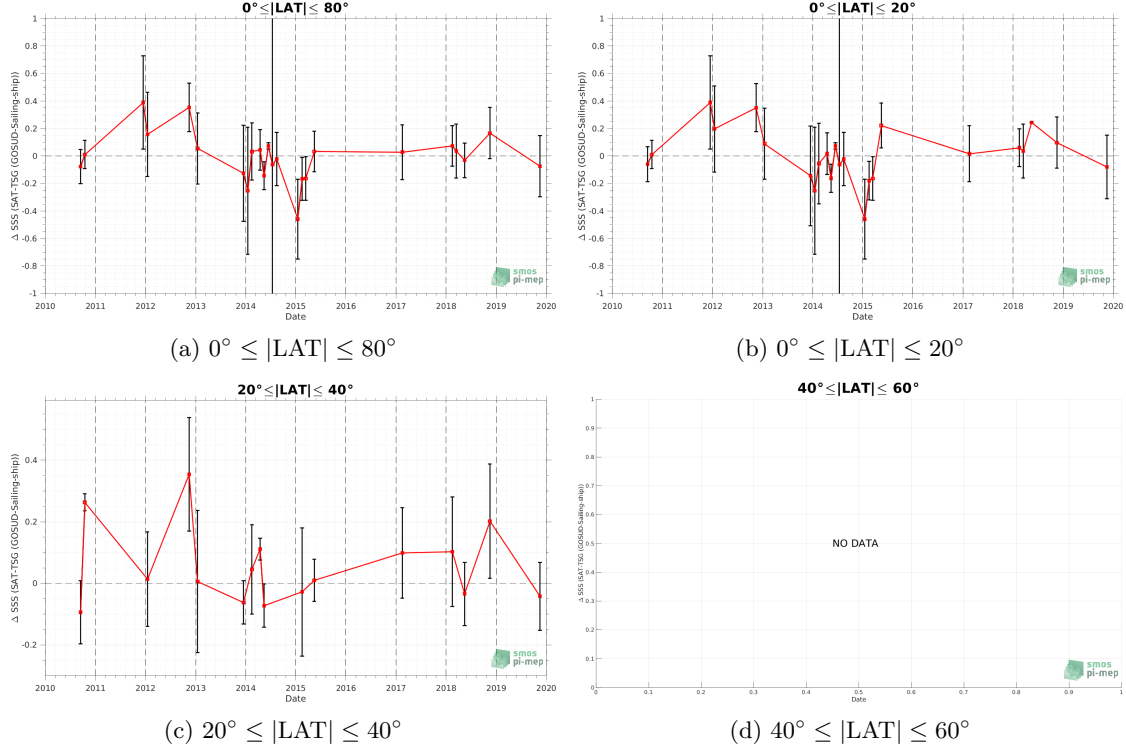 0°≤|LAT|≤ 80°
Δ SSS (SAT-TSG (GOSUD-Sailing-ship))
1
0.8
0.6
0.4
0.2
0
-0.2
-0.4
-0.6
-0.8
-1
2010 2011 2012 2013 2014 2015 2016 2017 2018 2019 2020
Date
smos
pi-mep
(a) 0° ≤ |LAT| ≤ 80°
0°≤|LAT|≤ 20°
Δ SSS (SAT-TSG (GOSUD-Sailing-ship))
1
0.8
0.6
0.4
0.2
0
-0.2
-0.4
-0.6
-0.8
-1
2010 2011 2012 2013 2014 2015 2016 2017 2018 2019 2020
Date
smos
pi-mep
(b) 0° ≤ |LAT| ≤ 20°
20°≤|LAT|≤ 40°
Δ SSS (SAT-TSG (GOSUD-Sailing-ship))
0.4
0.2
0
-0.2
2010 2011 2012 2013 2014 2015 2016 2017 2018 2019 2020
Date
smos
pi-mep
(c) 20° ≤ |LAT| ≤ 40°
40°≤|LAT|≤ 60°
Δ SSS (SAT-TSG (GOSUD-Sailing-ship))
1
0.9
0.8
0.7
0.6
0.5
0.4
0.3
0.2
0.1
0
NO DATA
0 0.1 0.2 0.3 0.4 0.5 0.6 0.7 0.8 0.9 1
Date
smos
pi-mep
(d) 40° ≤ |LAT| ≤ 60°